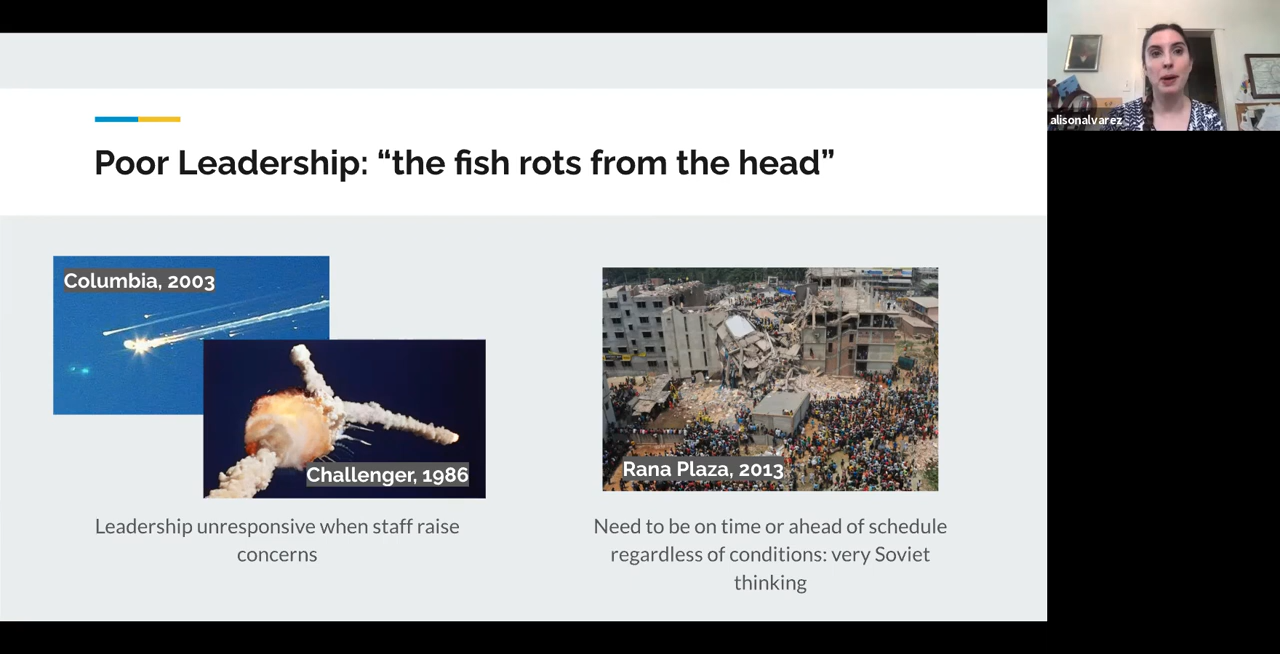 alisonalvarez
Poor Leadership: “the fish rots from the head”
Columbia, 2003
Challenger, 1986
Leadership unresponsive when staff raise
concerns
Rana Plaza, 2013
Need to be on time or ahead of schedule
regardless of conditions: very Soviet
thinking